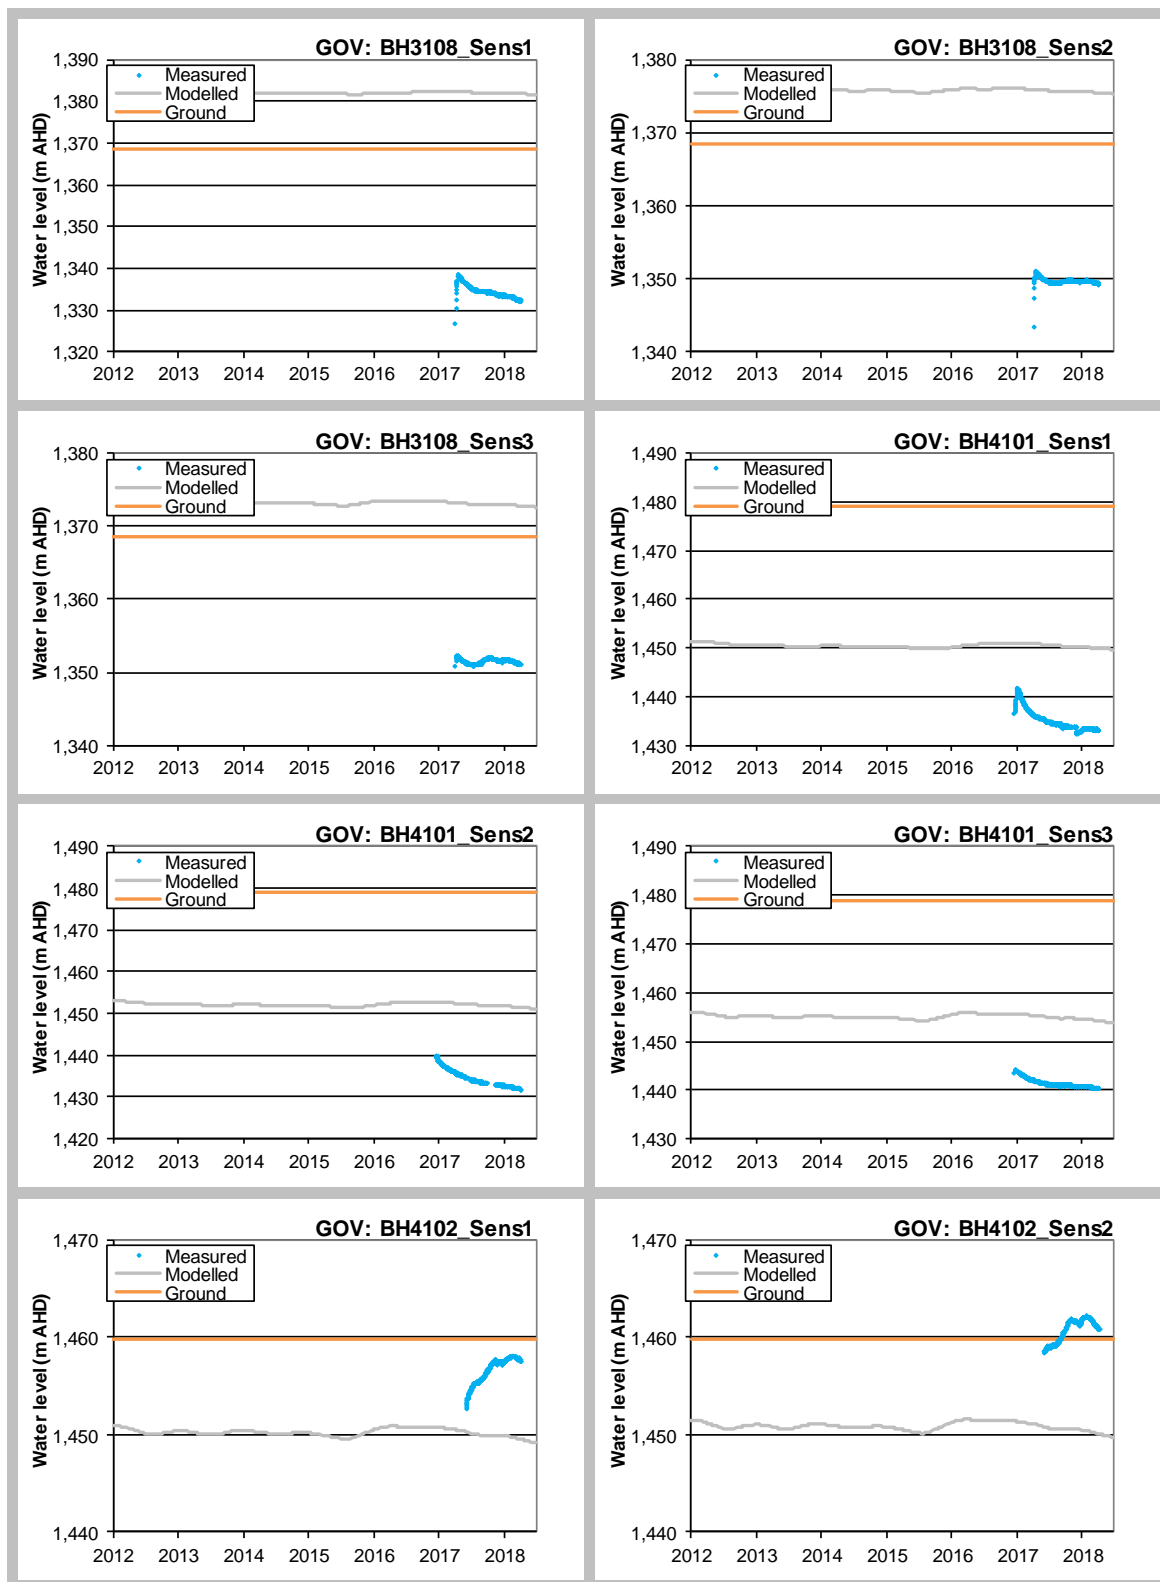 GOV: BH3108_Sens1
Water level (m AHD)
1,390
1,380
1,370
1,360
1,350
1,340
1,330
1,320
Measured
Modelled
Ground
2012 2013 2014 2015 2016 2017 2018
GOV: BH3108_Sens2
Water level (m AHD)
1,380
1,370
1,360
1,350
1,340
Measured
Modelled
Ground
2012 2013 2014 2015 2016 2017 2018
GOV: BH3108_Sens3
Water level (m AHD)
1,380
1,370
1,360
1,350
1,340
Measured
Modelled
Ground
2012 2013 2014 2015 2016 2017 2018
GOV: BH4101_Sens1
Water level (m AHD)
1,490
1,480
1,470
1,460
1,450
1,440
1,430
Measured
Modelled
Ground
2012 2013 2014 2015 2016 2017 2018
GOV: BH4101_Sens2
Water level (m AHD)
1,490
1,480
1,470
1,460
1,450
1,440
1,430
1,420
Measured
Modelled
Ground
2012 2013 2014 2015 2016 2017 2018
GOV: BH4101_Sens3
Water level (m AHD)
1,490
1,480
1,470
1,460
1,450
1,440
1,430
Measured
Modelled
Ground
2012 2013 2014 2015 2016 2017 2018
GOV: BH4102_Sens1
Water level (m AHD)
1,470
1,460
1,450
1,440
Measured
Modelled
Ground
2012 2013 2014 2015 2016 2017 2018
GOV: BH4102_Sens2
Water level (m AHD)
1,470
1,460
1,450
1,440
Measured
Modelled
Ground
2012 2013 2014 2015 2016 2017 2018